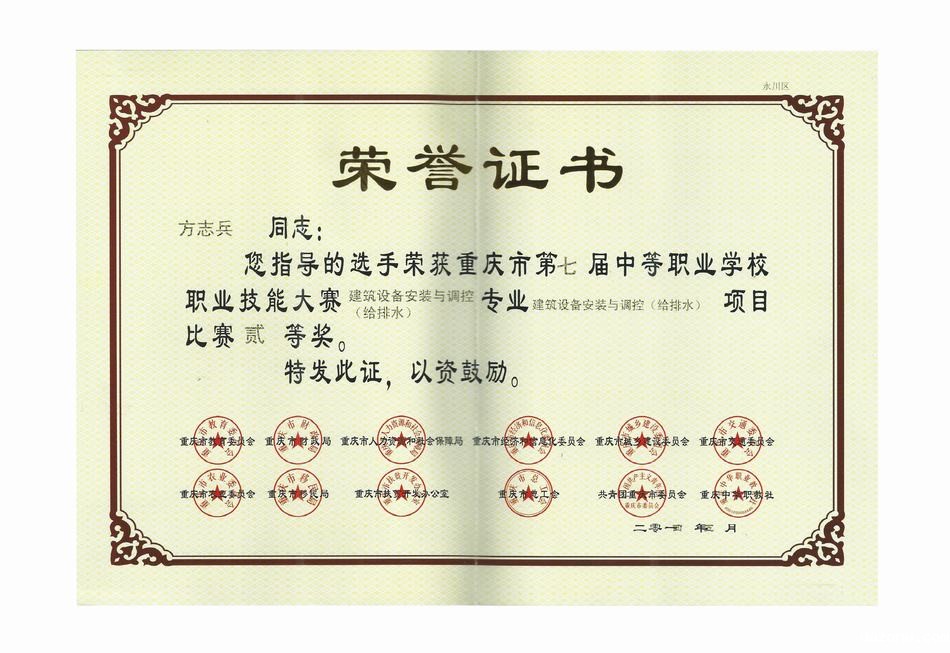 永川区
荣誉证书
方志兵 同志：
您指导的选手荣获重庆市第七届中等职业学校
职业技能大赛 建筑设备安装与调控（给排水） 专业 建筑设备安装与调控（给排水） 项目
比赛 贰 等奖。
特发此证，以资鼓励。
重庆市教育委员会 重庆市财政局 重庆市人力资源和社会保障局 重庆市经济和信息化委员会 重庆市城乡建设委员会 重庆市交通委员会
重庆市农业委员会 重庆市移民局 重庆市扶贫开发办公室 重庆市总工会 共青团重庆市委员会 重庆中华职教社
二零一四 年 三 月